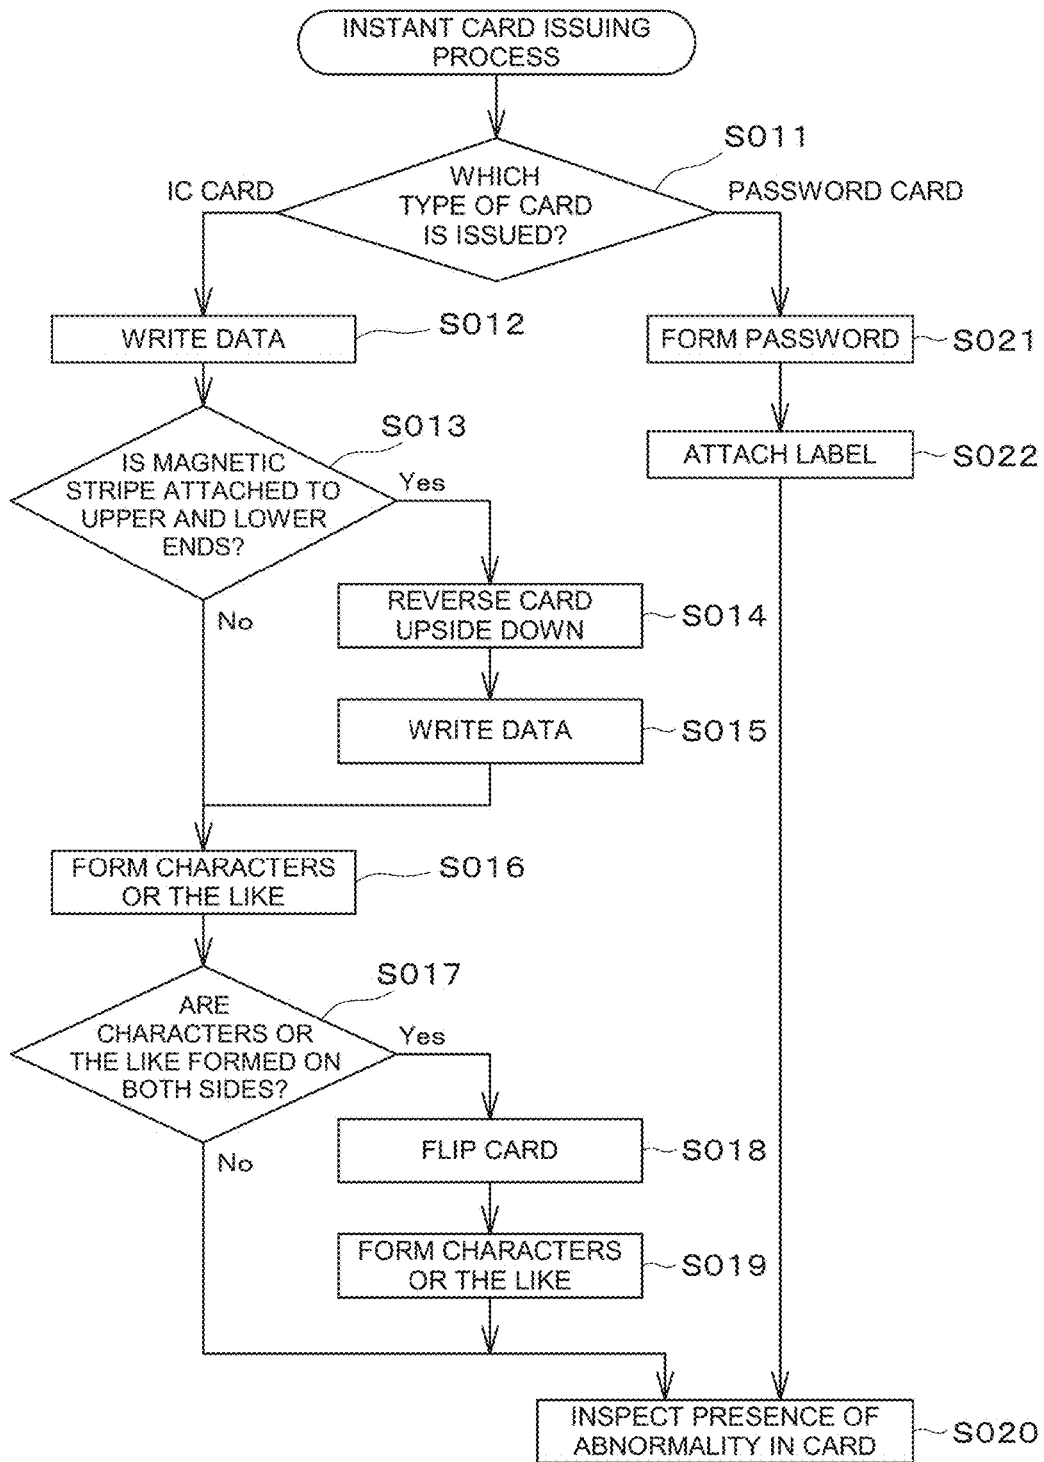 INSTANT CARD ISSUING
PROCESS
S011
IC CARD
WHICH
TYPE OF CARD
IS ISSUED?
PASSWORD CARD
WRITE DATA
S012
FORM PASSWORD
S021
S013
IS MAGNETIC
STRIPE ATTACHED TO
UPPER AND LOWER
ENDS?
Yes
ATTACH LABEL
S022
No
REVERSE CARD
UPSIDE DOWN
S014
WRITE DATA
S015
FORM CHARACTERS
OR THE LIKE
S016
S017
ARE
CHARACTERS OR
THE LIKE FORMED ON
BOTH SIDES?
Yes
No
FLIP CARD
S018
FORM CHARACTERS
OR THE LIKE
S019
INSPECT PRESENCE OF
ABNORMALITY IN CARD
S020